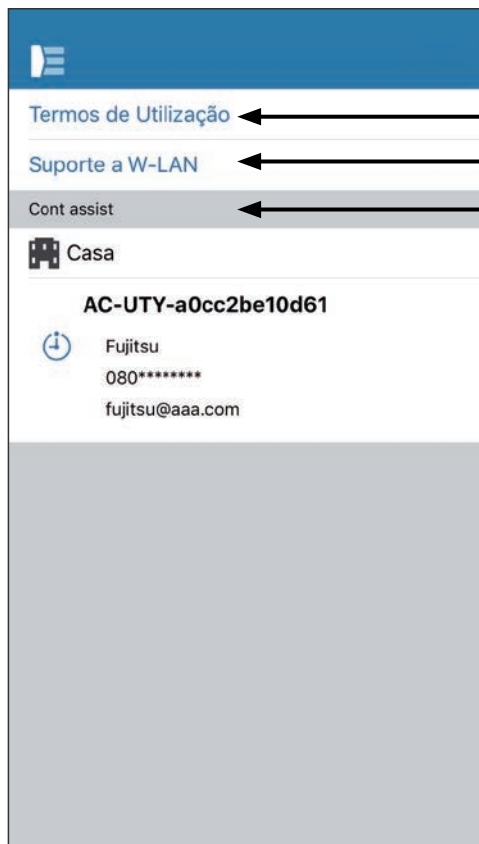 Termos de Utilização
Suporte a W-LAN
Cont assist
Casa
AC-UTY-a0cc2be10d61
Fujitsu
080********
fujitsu@aaa.com